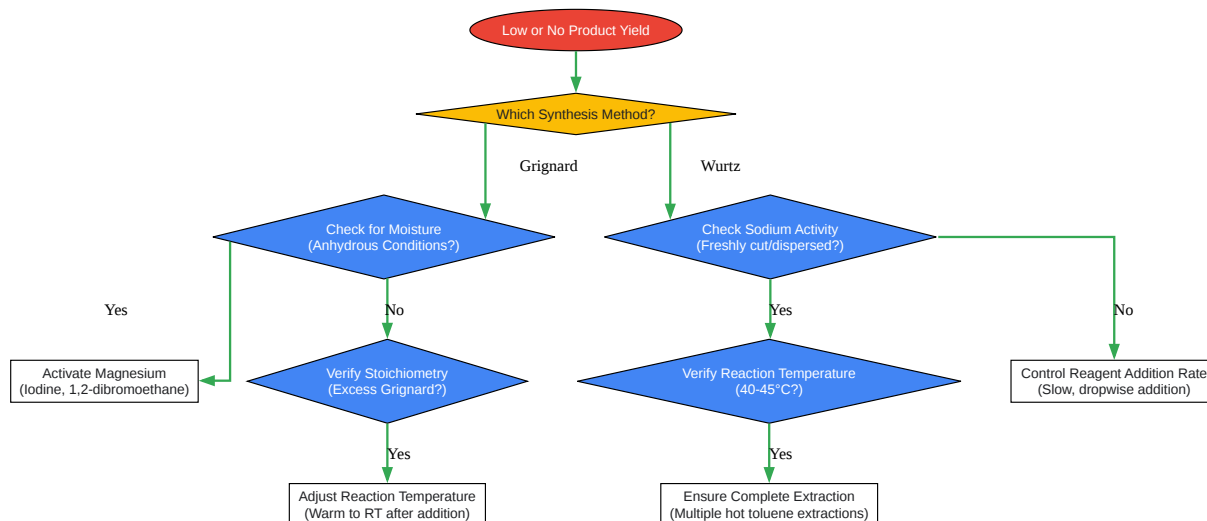 Low or No Product Yield
Which Synthesis Method?
Grignard
Wurtz
Check for Moisture
(Anhydrous Conditions?)
Check Sodium Activity
(Freshly cut/dispersed?)
Yes
No
Yes
No
Activate Magnesium
(Iodine, 1,2-dibromoethane)
Verify Stoichiometry
(Excess Grignard?)
Verify Reaction Temperature
(40-45°C?)
Control Reagent Addition Rate
(Slow, dropwise addition)
Yes
Yes
Adjust Reaction Temperature
(Warm to RT after addition)
Ensure Complete Extraction
(Multiple hot toluene extractions)